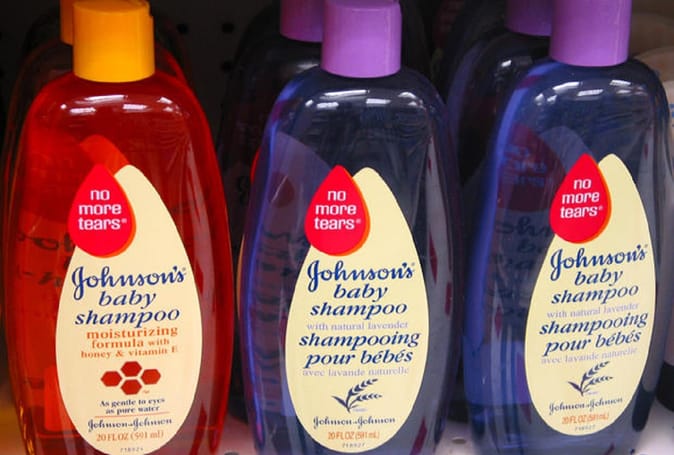 no
more
tears®
Johnson's®
baby
shampoo
moisturizing
formula with
honey & vitamin E
As gentle to eyes
as pure water
Johnson & Johnson
20 FL OZ (591 ml)
718921
no
more
tears®
Johnson's®
baby
shampoo
with natural lavender
shampooing
pour bébés
avec lavande naturelle
Johnson & Johnson
20 FL OZ (591 mL)
718927
no
more
tears®
Johnson's®
baby
shampoo
with natural lavender
shampooing
pour bébés
avec lavande naturelle
Johnson & Johnson
20 FL OZ (591 mL)
718927